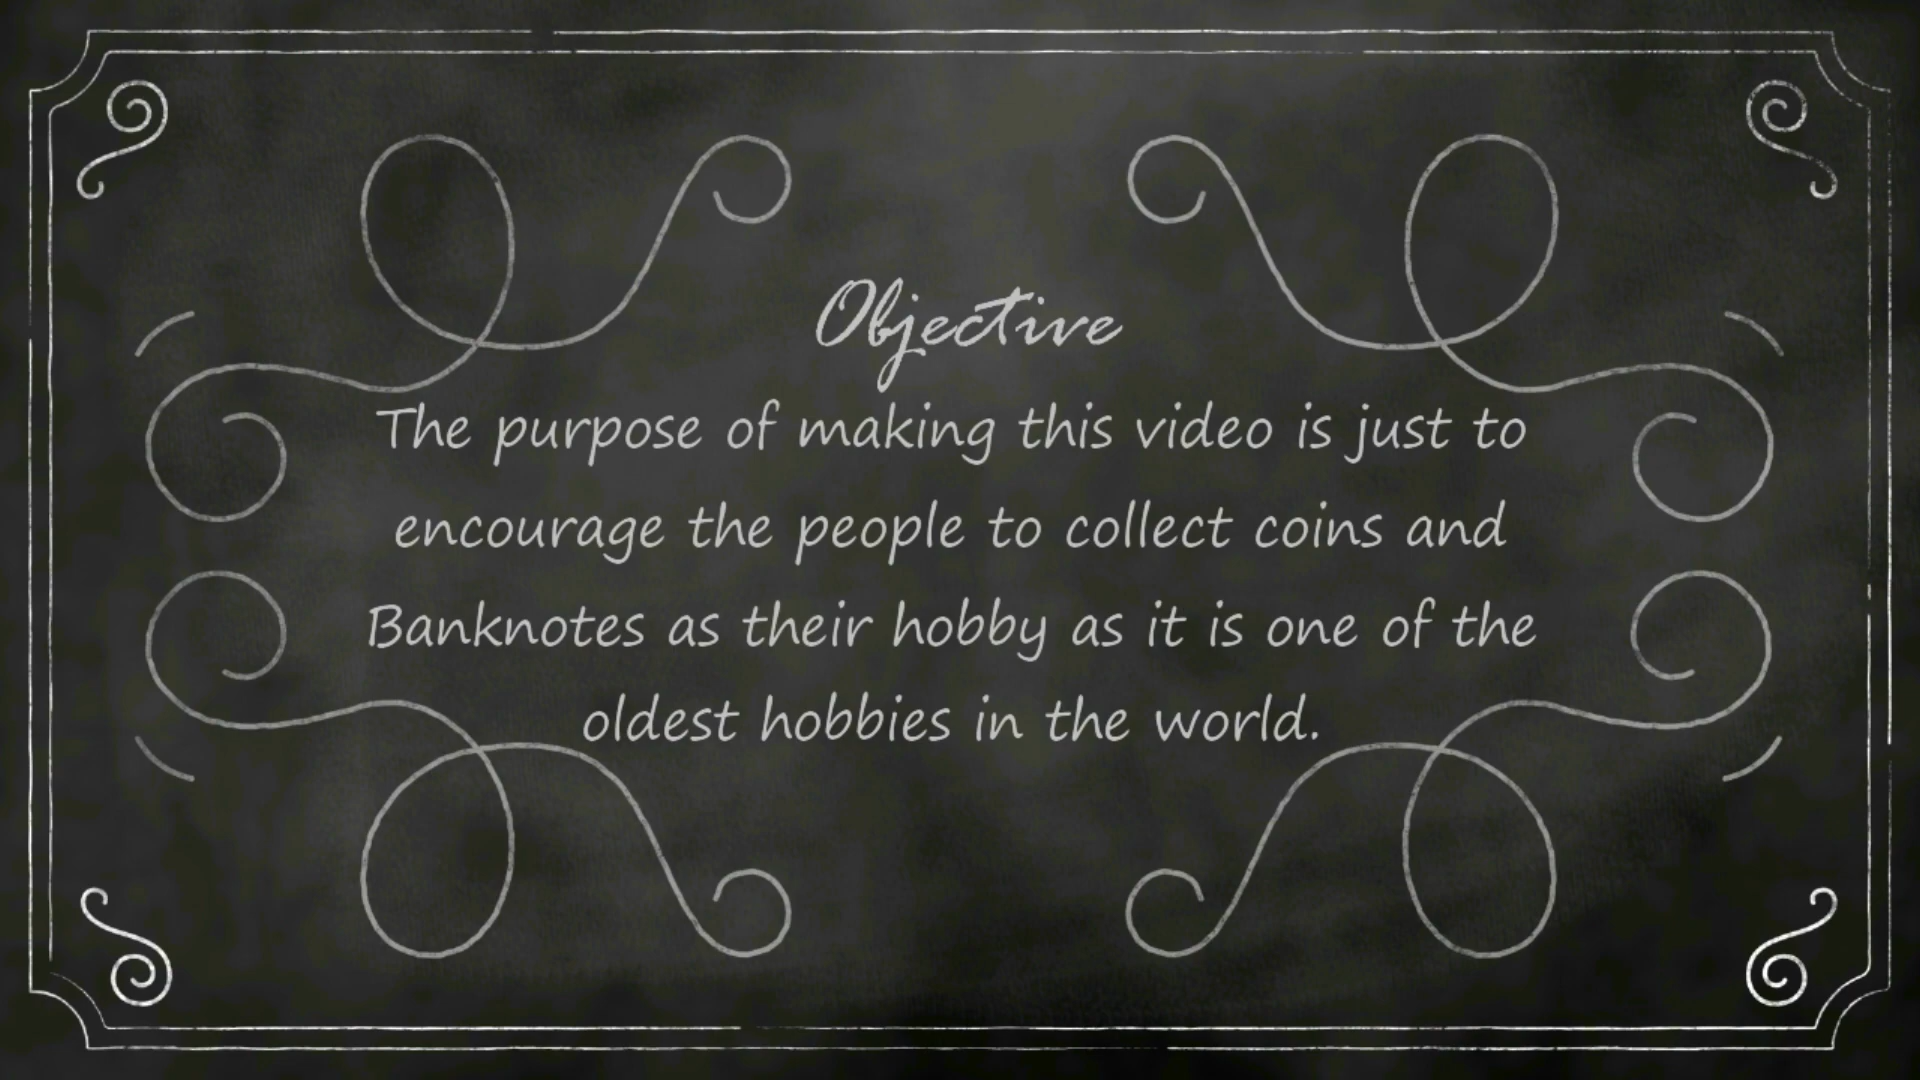 Objective
The purpose of making this video is just to
encourage the people to collect coins and
Banknotes as their hobby as it is one of the
oldest hobbies in the world.